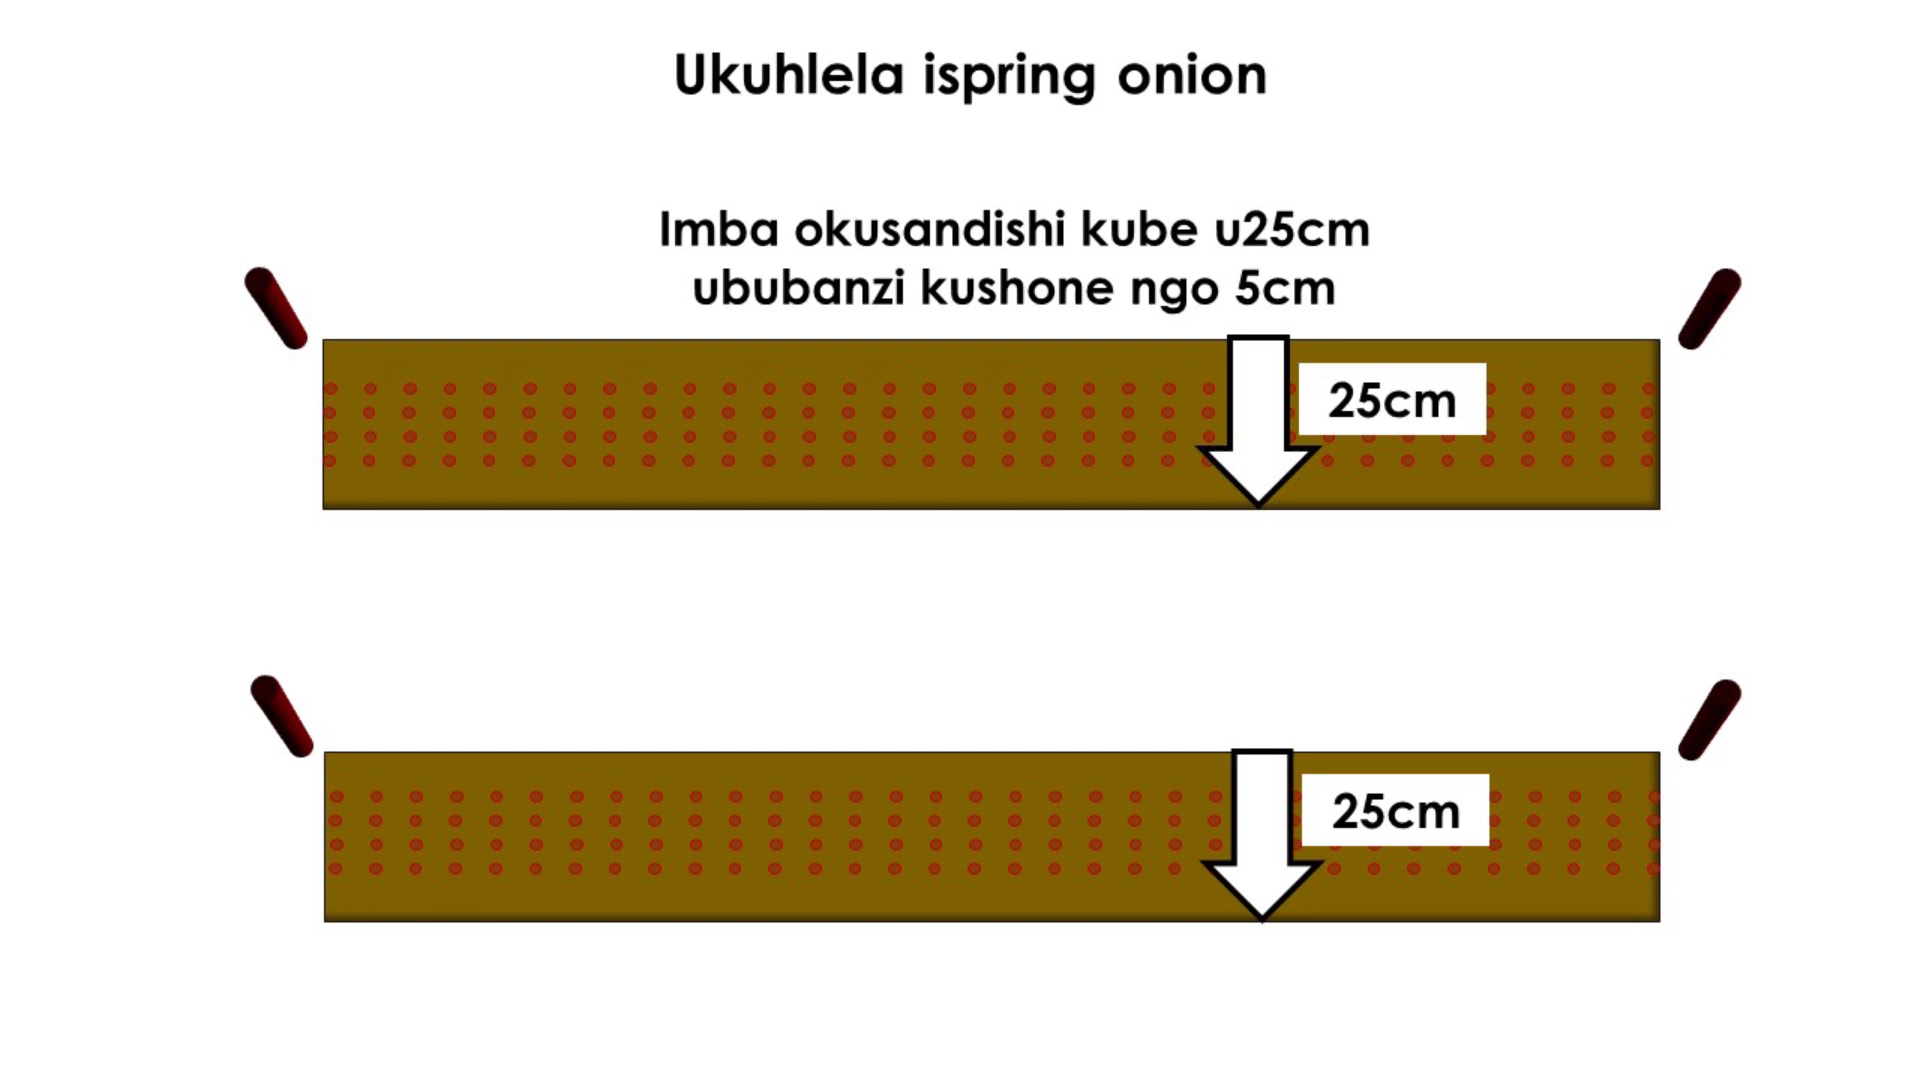 Ukuhlela ispring onion
Imba okusandishi kube u25cm
ububanzi kushone ngo 5cm
25cm
25cm